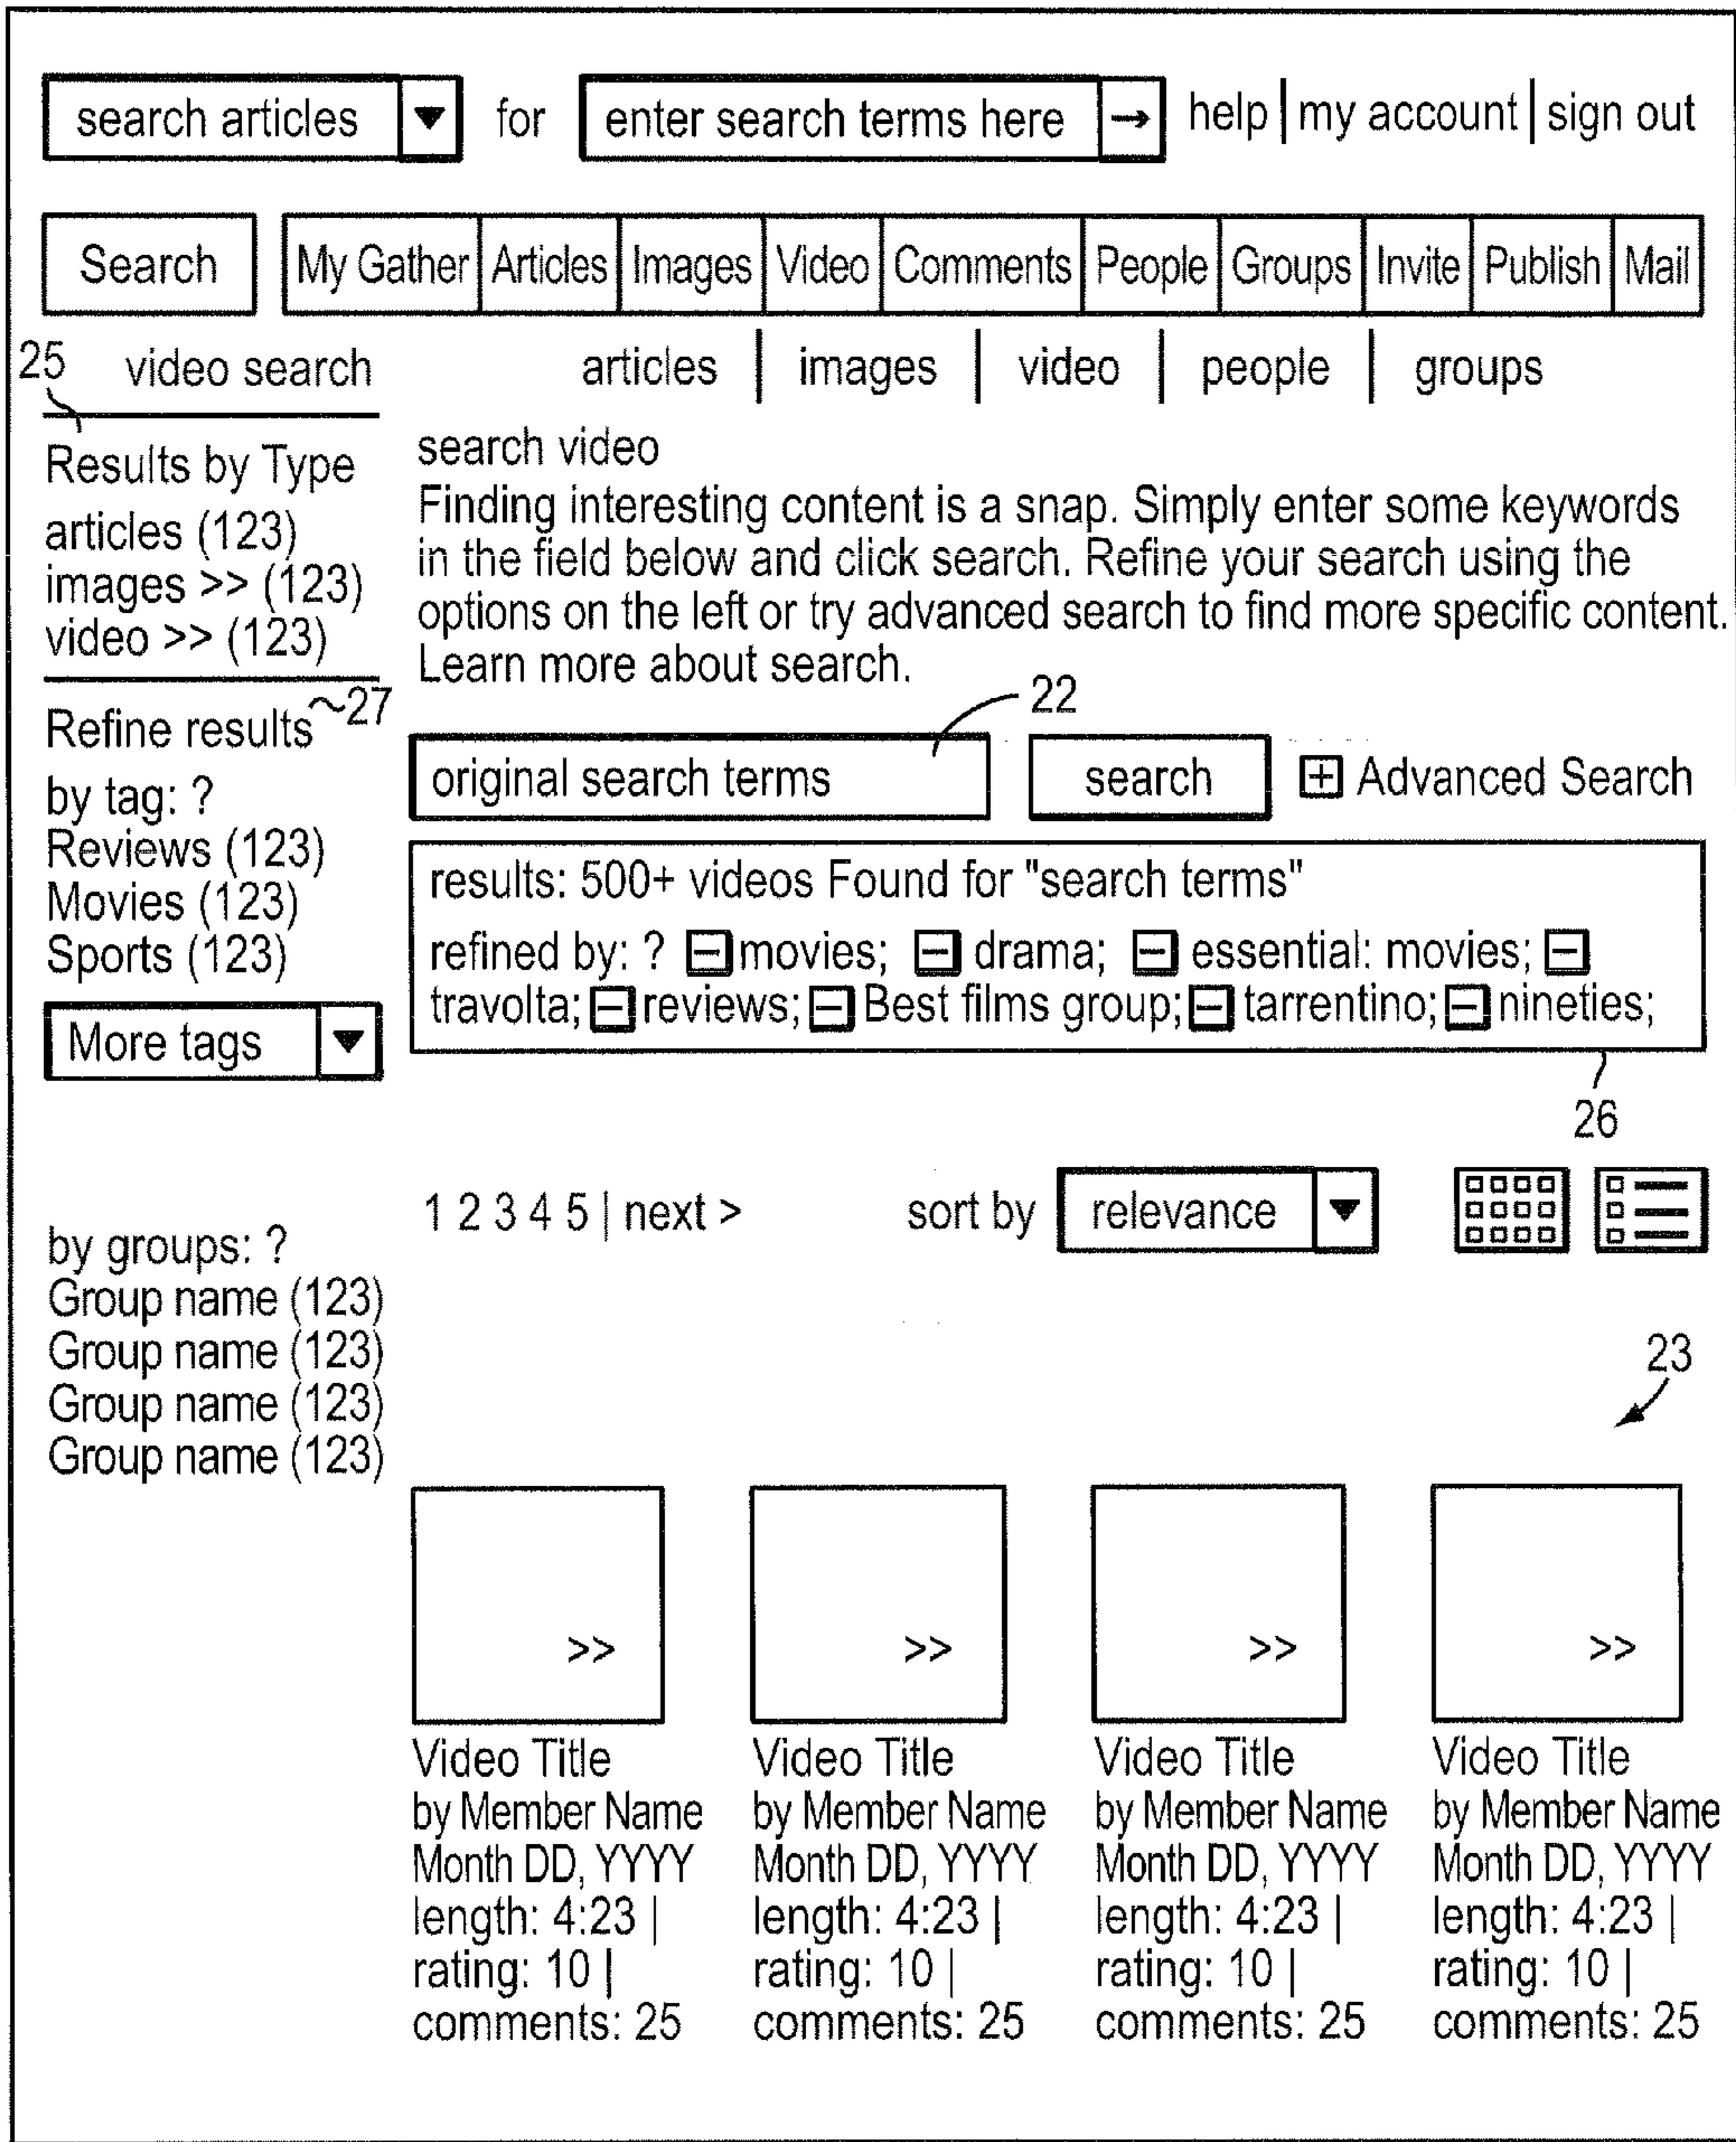 search articles ▼ for enter search terms here → help | my account | sign out
Search My Gather Articles Images Video Comments People Groups Invite Publish Mail
25 video search articles | images | video | people | groups
Results by Type
articles (123)
images >> (123)
video >> (123)
search video
Finding interesting content is a snap. Simply enter some keywords
in the field below and click search. Refine your search using the
options on the left or try advanced search to find more specific content.
Learn more about search.
Refine results ~27
by tag: ?
Reviews (123)
Movies (123)
Sports (123)
More tags ▼
22
original search terms search + Advanced Search
results: 500+ videos Found for "search terms"
refined by: ? − movies; − drama; − essential: movies; −
travolta; − reviews; − Best films group; − tarrentino; − nineties;
26
1 2 3 4 5 | next > sort by relevance ▼
by groups: ?
Group name (123)
Group name (123)
Group name (123)
Group name (123)
23
>> >> >> >>
Video Title Video Title Video Title Video Title
by Member Name by Member Name by Member Name by Member Name
Month DD, YYYY Month DD, YYYY Month DD, YYYY Month DD, YYYY
length: 4:23 | length: 4:23 | length: 4:23 | length: 4:23 |
rating: 10 | rating: 10 | rating: 10 | rating: 10 |
comments: 25 comments: 25 comments: 25 comments: 25